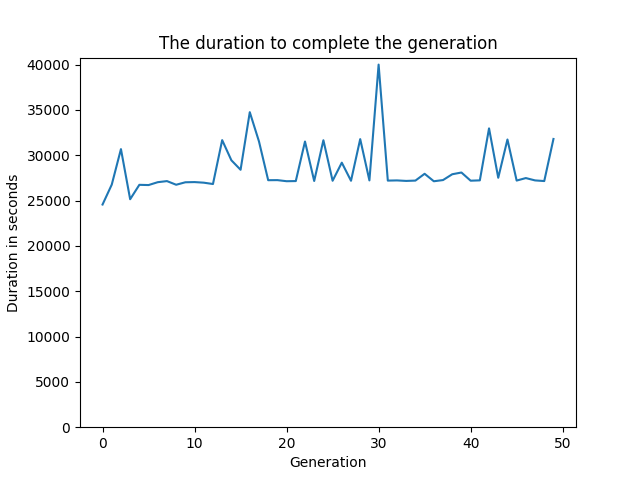 The duration to complete the generation
40000
35000
30000
25000
20000
15000
10000
5000
0
Duration in seconds
0 10 20 30 40 50
Generation